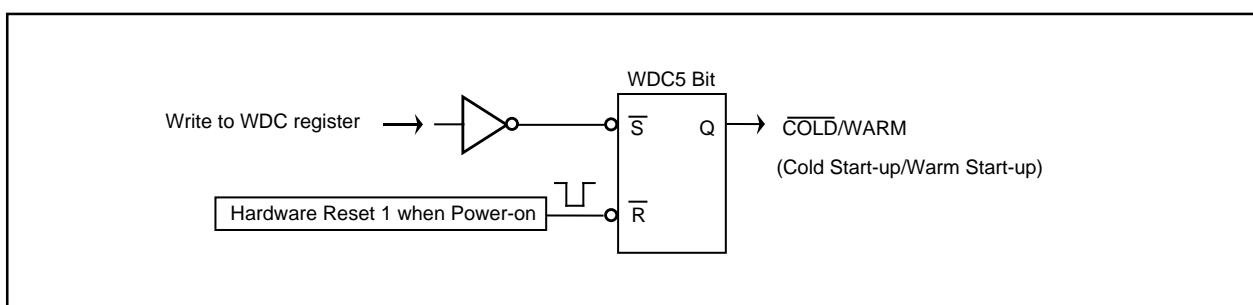 WDC5 Bit
Write to WDC register
S̅ Q C̅O̅L̅D̅/WARM
(Cold Start-up/Warm Start-up)
Hardware Reset 1 when Power-on R̅